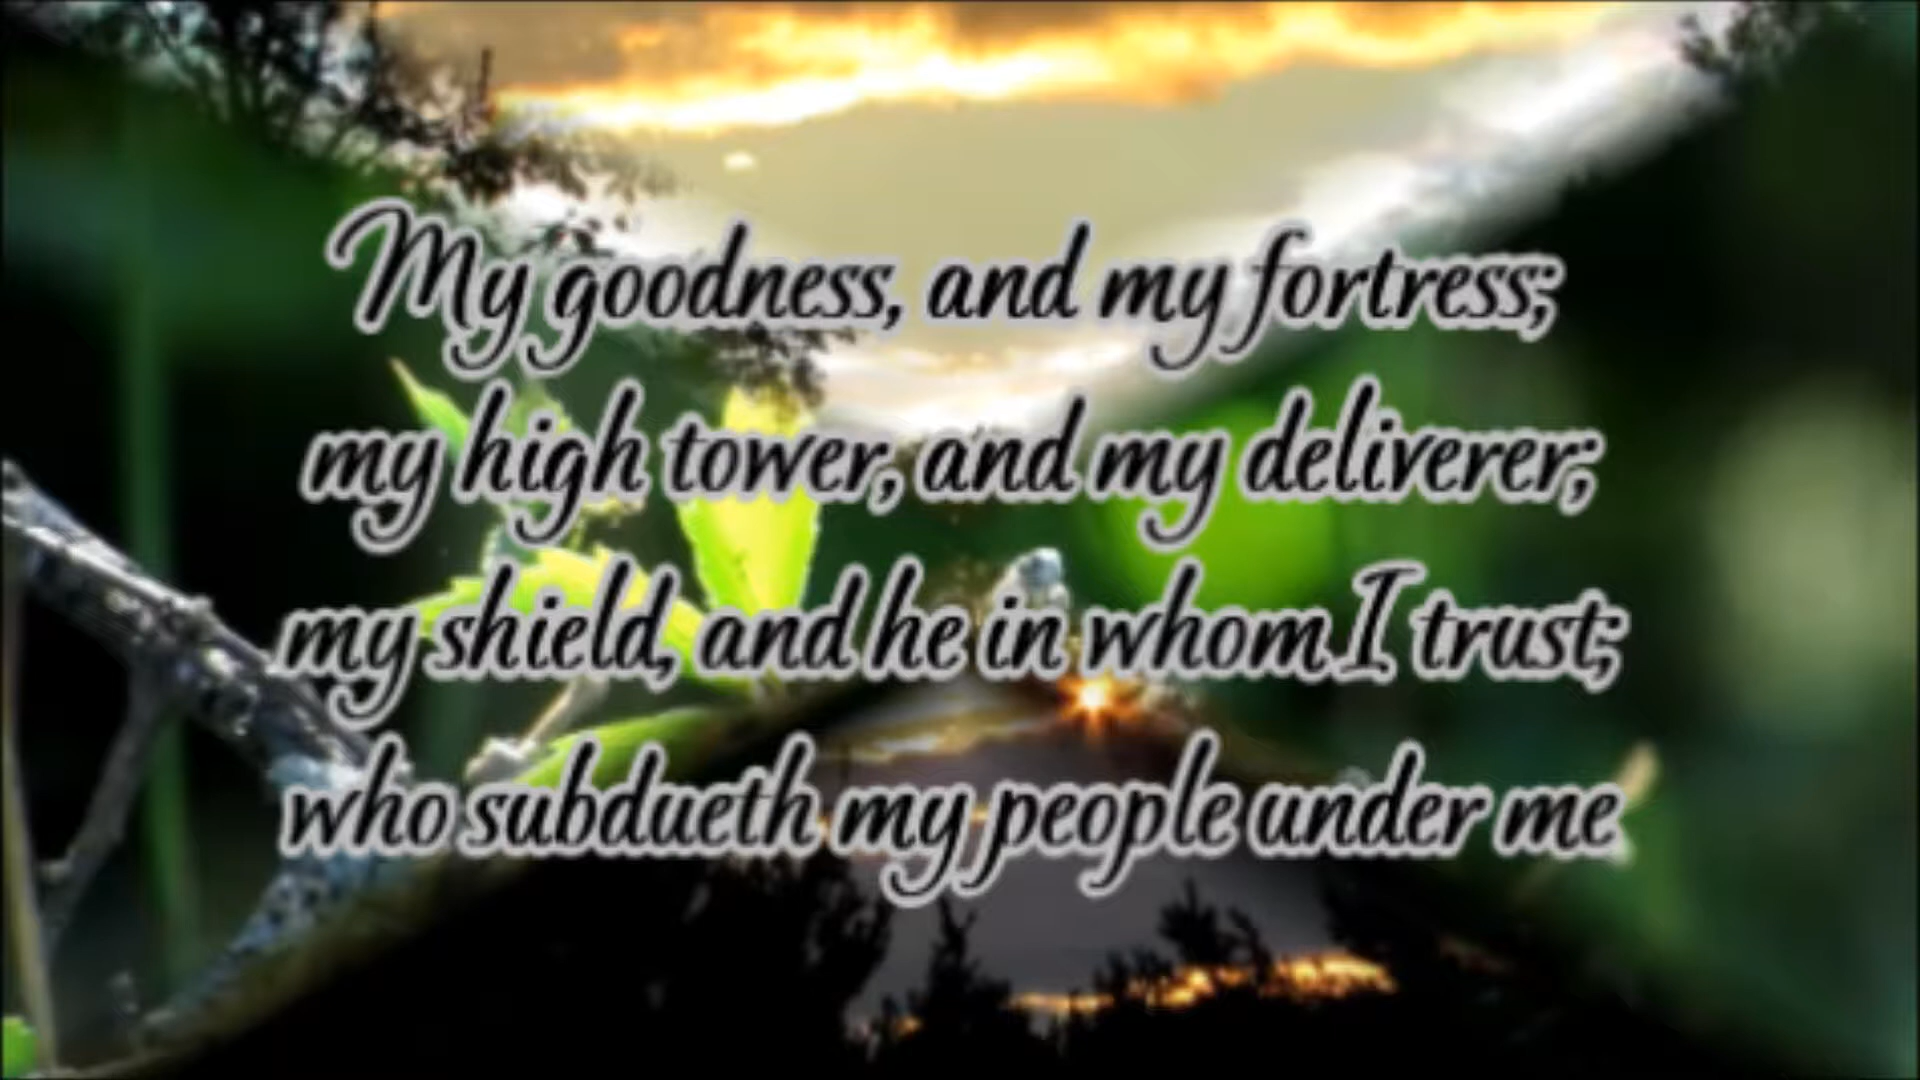 My goodness, and my fortress;
my high tower, and my deliverer;
my shield, and he in whom I trust;
who subdueth my people under me